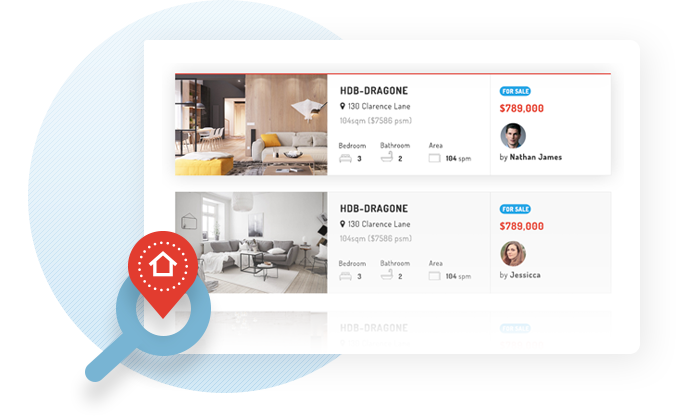 HDB-DRAGONE
130 Clarence Lane
104sqm ($7586 psm)
Bedroom Bathroom Area
3 2 104 spm
FOR SALE
$789,000
by Nathan James
HDB-DRAGONE
130 Clarence Lane
104sqm ($7586 psm)
Bedroom Bathroom Area
3 2 104 spm
FOR SALE
$789,000
by Jessicca
HDB-DRAGONE
FOR SALE